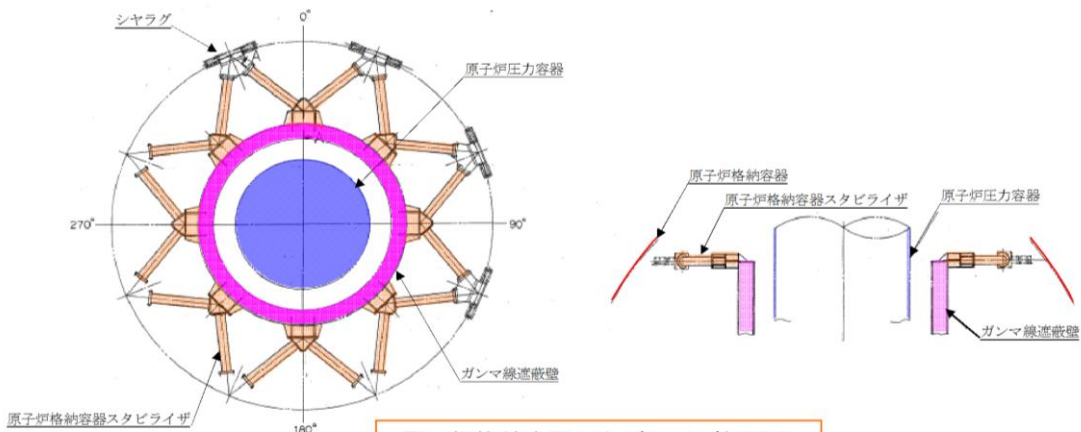 0°
シヤラグ
A
原子炉圧力容器
A
270°
90°
ガンマ線遮蔽壁
原子炉格納容器スタビライザ
180°
原子炉格納容器
原子炉格納容器スタビライザ
原子炉圧力容器
ガンマ線遮蔽壁